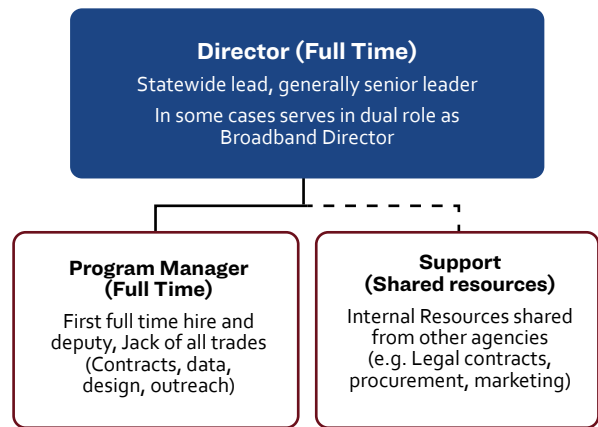 Director (Full Time)
Statewide lead, generally senior leader
In some cases serves in dual role as
Broadband Director
Program Manager
(Full Time)
First full time hire and
deputy, Jack of all trades
(Contracts, data,
design, outreach)
Support
(Shared resources)
Internal Resources shared
from other agencies
(e.g. Legal contracts,
procurement, marketing)